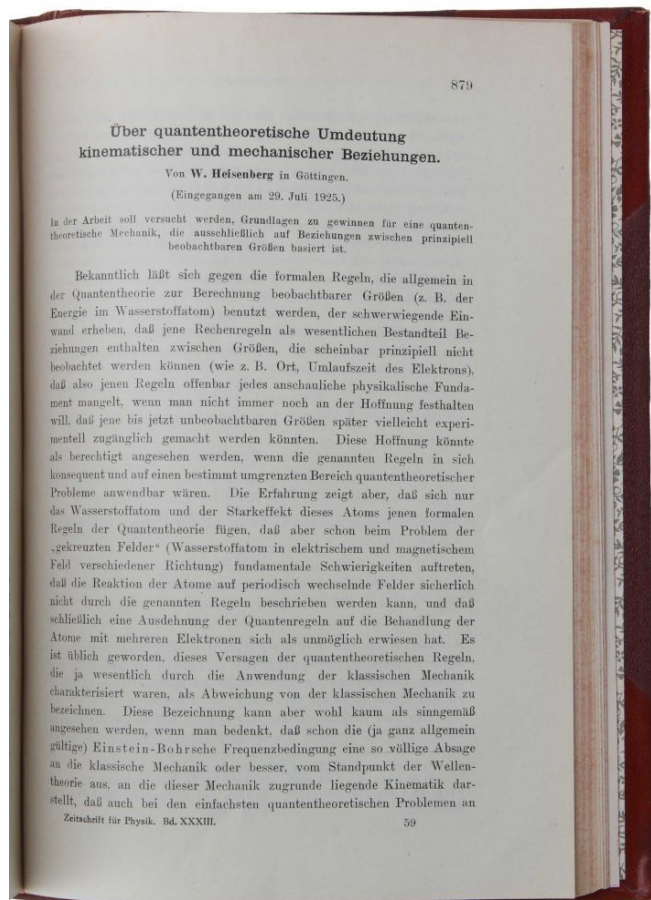 879
Über quantentheoretische Umdeutung
kinematischer und mechanischer Beziehungen.
Von W. Heisenberg in Göttingen.
(Eingegangen am 29. Juli 1925.)
In der Arbeit soll versucht werden, Grundlagen zu gewinnen für eine quanten-
theoretische Mechanik, die ausschließlich auf Beziehungen zwischen prinzipiell
beobachtbaren Größen basiert ist.
Bekanntlich läßt sich gegen die formalen Regeln, die allgemein in
der Quantentheorie zur Berechnung beobachtbarer Größen (z. B. der
Energie im Wasserstoffatom) benutzt werden, der schwerwiegende Ein-
wand erheben, daß jene Rechenregeln als wesentlichen Bestandteil Be-
ziehungen enthalten zwischen Größen, die scheinbar prinzipiell nicht
beobachtet werden können (wie z. B. Ort, Umlaufszeit des Elektrons),
daß also jenen Regeln offenbar jedes anschauliche physikalische Funda-
ment mangelt, wenn man nicht immer noch an der Hoffnung festhalten
will, daß jene bis jetzt unbeobachtbaren Größen später vielleicht experi-
mentell zugänglich gemacht werden könnten. Diese Hoffnung könnte
als berechtigt angesehen werden, wenn die genannten Regeln in sich
konsequent und auf einen bestimmt umgrenzten Bereich quantentheoretischer
Probleme anwendbar wären. Die Erfahrung zeigt aber, daß sich nur
das Wasserstoffatom und der Starkeffekt dieses Atoms jenen formalen
Regeln der Quantentheorie fügen, daß aber schon beim Problem der
„gekreuzten Felder“ (Wasserstoffatom in elektrischem und magnetischem
Feld verschiedener Richtung) fundamentale Schwierigkeiten auftreten,
daß die Reaktion der Atome auf periodisch wechselnde Felder sicherlich
nicht durch die genannten Regeln beschrieben werden kann, und daß
schließlich eine Ausdehnung der Quantenregeln auf die Behandlung der
Atome mit mehreren Elektronen sich als unmöglich erwiesen hat. Es
ist üblich geworden, dieses Versagen der quantentheoretischen Regeln,
die ja wesentlich durch die Anwendung der klassischen Mechanik
charakterisiert waren, als Abweichung von der klassischen Mechanik zu
bezeichnen. Diese Bezeichnung kann aber wohl kaum als sinngemäß
angesehen werden, wenn man bedenkt, daß schon die (ja ganz allgemein
gültige) Einstein-Bohrsche Frequenzbedingung eine so völlige Absage
an die klassische Mechanik oder besser, vom Standpunkt der Wellen-
theorie aus, an die dieser Mechanik zugrunde liegende Kinematik dar-
stellt, daß auch bei den einfachsten quantentheoretischen Problemen an
Zeitschrift für Physik. Bd. XXXIII. 59